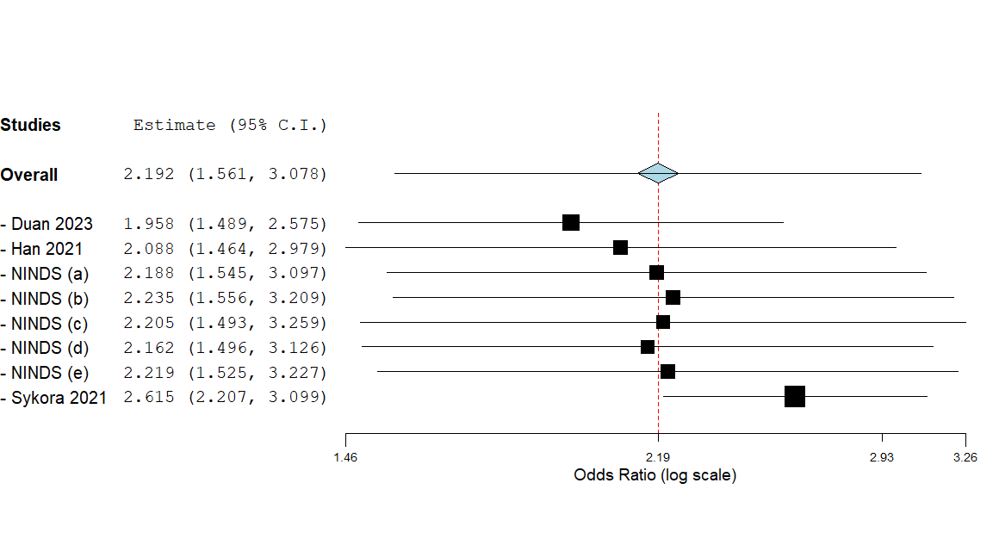 Studies Estimate (95% C.I.)
Overall 2.192 (1.561, 3.078)
- Duan 2023 1.958 (1.489, 2.575)
- Han 2021 2.088 (1.464, 2.979)
- NINDS (a) 2.188 (1.545, 3.097)
- NINDS (b) 2.235 (1.556, 3.209)
- NINDS (c) 2.205 (1.493, 3.259)
- NINDS (d) 2.162 (1.496, 3.126)
- NINDS (e) 2.219 (1.525, 3.227)
- Sykora 2021 2.615 (2.207, 3.099)
1.46 2.19 2.93 3.26
Odds Ratio (log scale)